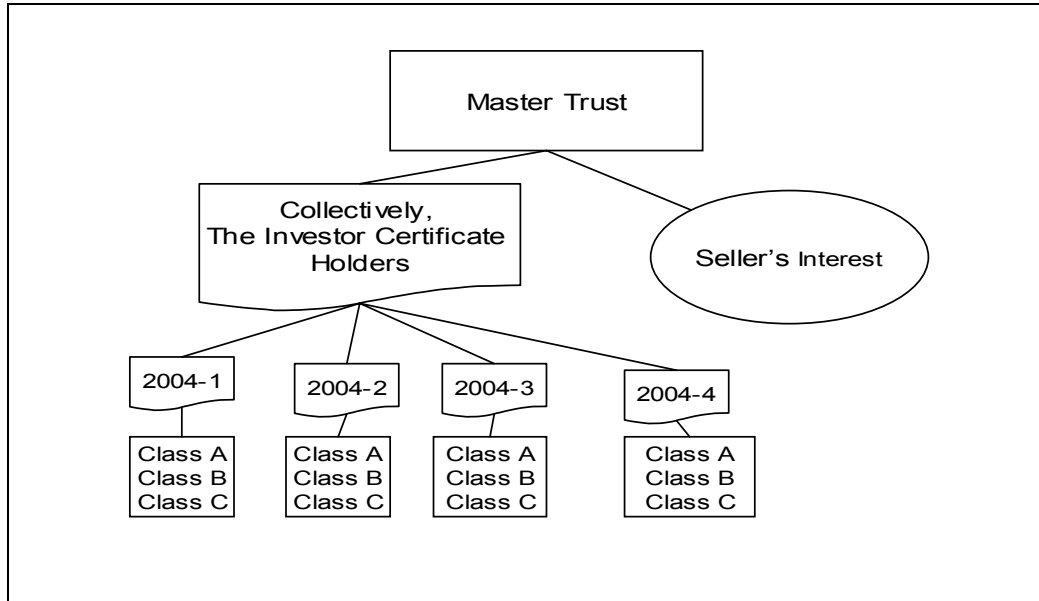 Master Trust
Collectively,
The Investor Certificate
Holders
Seller’s Interest
2004-1
2004-2
2004-3
2004-4
Class A
Class B
Class C
Class A
Class B
Class C
Class A
Class B
Class C
Class A
Class B
Class C